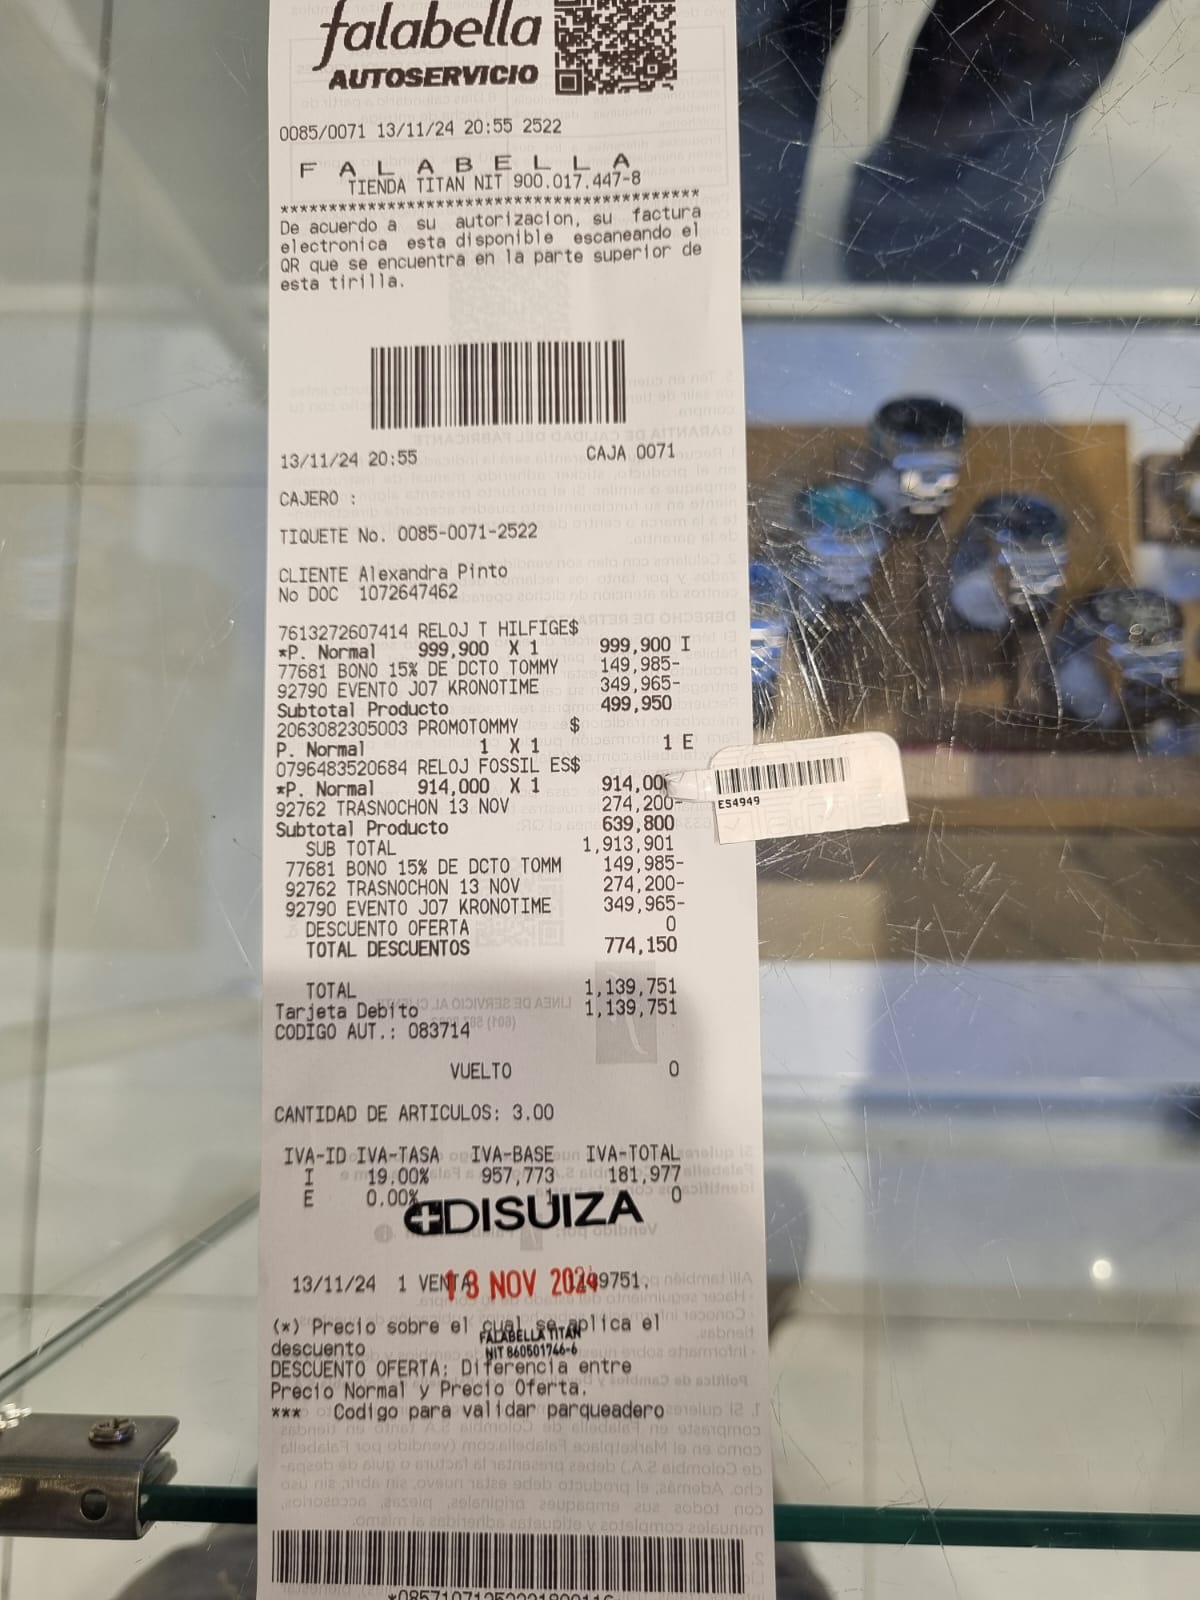 falabella
AUTOSERVICIO
0085/0071 13/11/24 20:55 2522
F A L A B E L L A
TIENDA TITAN NIT 900.017.447-8
*******************************************
De acuerdo a su autorizacion, su factura
electronica esta disponible escaneando el
QR que se encuentra en la parte superior de
esta tirilla.
13/11/24 20:55 CAJA 0071
CAJERO :
TIQUETE No. 0085-0071-2522
CLIENTE Alexandra Pinto
No DOC 1072647462
7613272607414 RELOJ T HILFIGE$
*P. Normal 999,900 X 1 999,900 I
77681 BONO 15% DE DCTO TOMMY 149,985-
92790 EVENTO JO7 KRONOTIME 349,965-
Subtotal Producto 499,950
2063082305003 PROMOTOMMY $
P. Normal 1 X 1 1 E
0796483520684 RELOJ FOSSIL ES$
*P. Normal 914,000 X 1 914,00
92762 TRASNOCHON 13 NOV 274,200-
Subtotal Producto 639,800
SUB TOTAL 1,913,901
77681 BONO 15% DE DCTO TOMM 149,985-
92762 TRASNOCHON 13 NOV 274,200-
92790 EVENTO JO7 KRONOTIME 349,965-
DESCUENTO OFERTA 0
TOTAL DESCUENTOS 774,150
ES4949
TOTAL 1,139,751
Tarjeta Debito 1,139,751
CODIGO AUT.: 083714
VUELTO 0
CANTIDAD DE ARTICULOS: 3.00
IVA-ID IVA-TASA IVA-BASE IVA-TOTAL
I 19.00% 957,773 181,977
E 0.00% 1 0
DISUIZA
13/11/24 1 VENTA
13 NOV 2024
(*) Precio sobre el cual se aplica el
descuento
FALABELLA TITAN
NIT 860501746-6
DESCUENTO OFERTA: Diferencia entre
Precio Normal y Precio Oferta.
*** Codigo para validar parqueadero